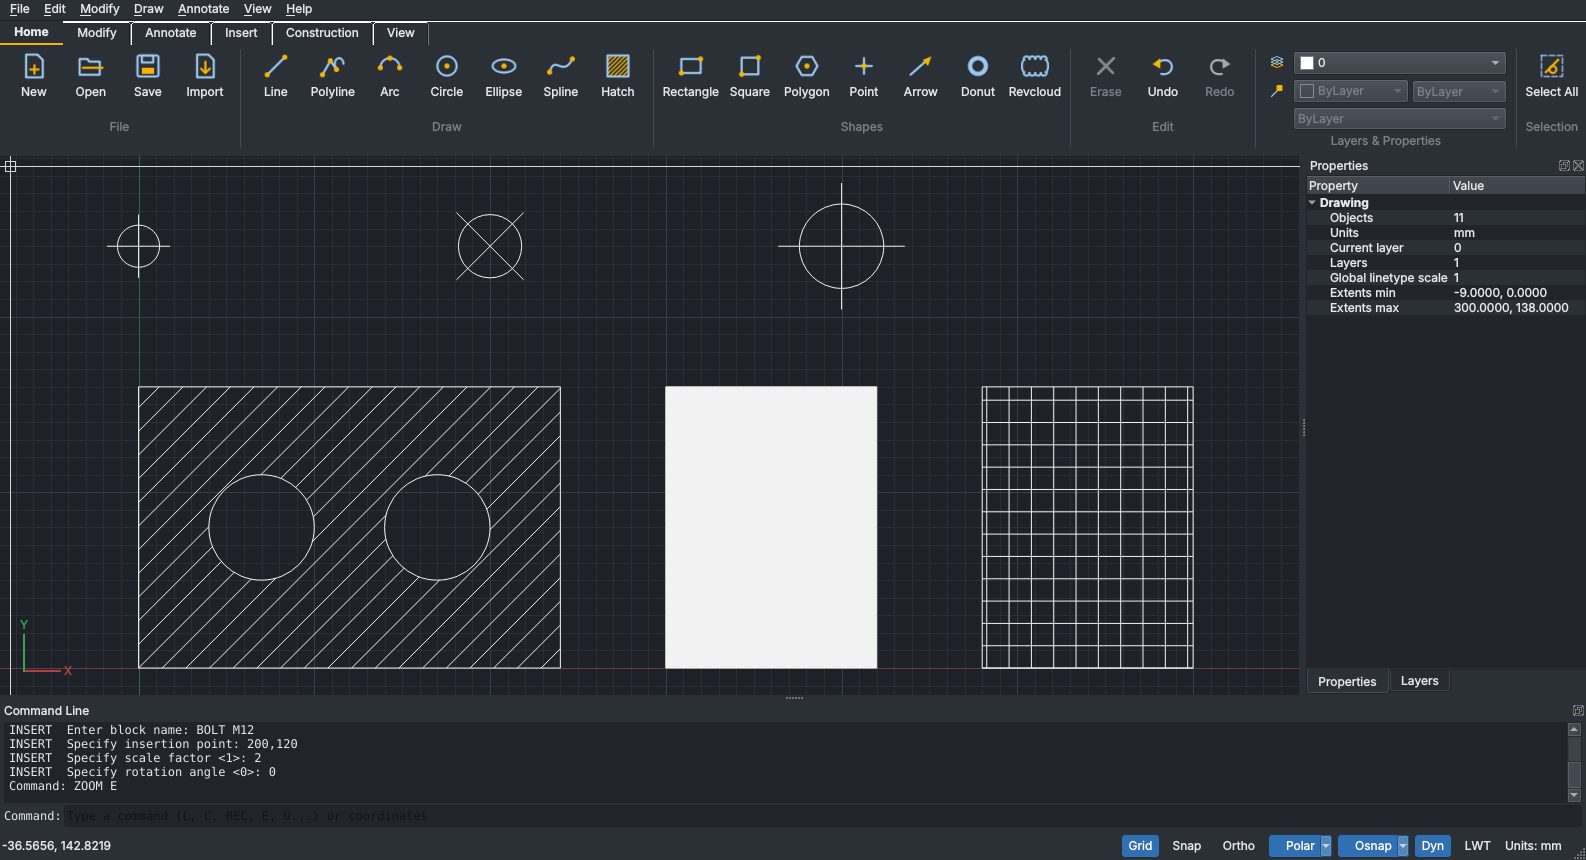 File Edit Modify Draw Annotate View Help
Home Modify Annotate Insert Construction View
New Open Save Import Line Polyline Arc Circle Ellipse Spline Hatch Rectangle Square Polygon Point Arrow Donut Revcloud Erase Undo Redo 0 ByLayer ByLayer ByLayer Select All
File Draw Shapes Edit Layers & Properties Selection
Properties
Property Value
Drawing
Objects 11
Units mm
Current layer 0
Layers 1
Global linetype scale 1
Extents min -9.0000, 0.0000
Extents max 300.0000, 138.0000
Y
X
Properties Layers
Command Line
INSERT Enter block name: BOLT M12
INSERT Specify insertion point: 200,120
INSERT Specify scale factor <1>: 2
INSERT Specify rotation angle <0>: 0
Command: ZOOM E
Command: Type a command (L, C, REC, E, U...) or coordinates
-36.5656, 142.8219 Grid Snap Ortho Polar Osnap Dyn LWT Units: mm